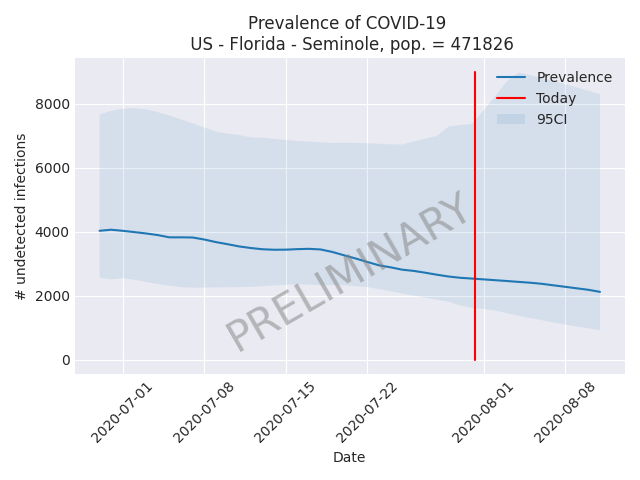 Prevalence of COVID-19
US - Florida - Seminole, pop. = 471826
Prevalence
Today
95CI
8000
6000
4000
2000
0
# undetected infections
PRELIMINARY
2020-07-01
2020-07-08
2020-07-15
2020-07-22
2020-08-01
2020-08-08
Date